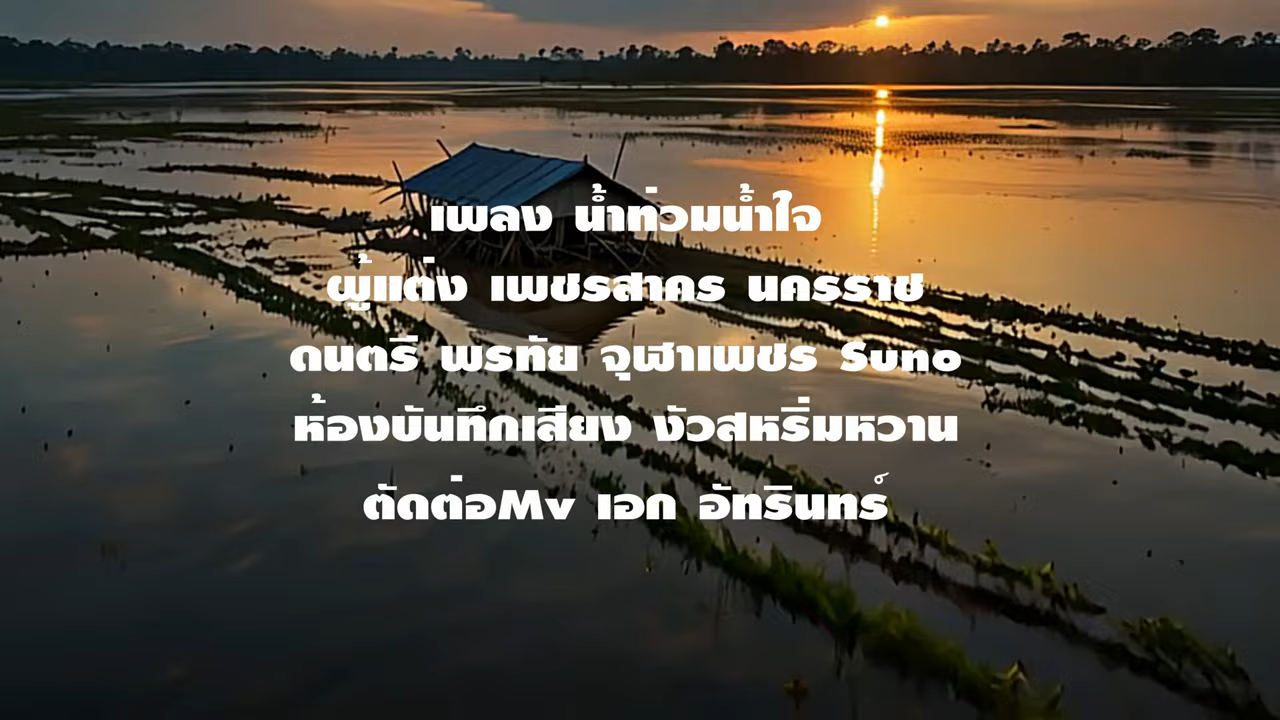 เพลง น้ำท่วมน้ำใจ
ผู้แต่ง เพชรสาคร นครราช
ดนตรี พรทัย จุฬาเพชร Suno
ห้องบันทึกเสียง งัวสหริ่มหวาน
ตัดต่อMv เอก อัทรินทร์